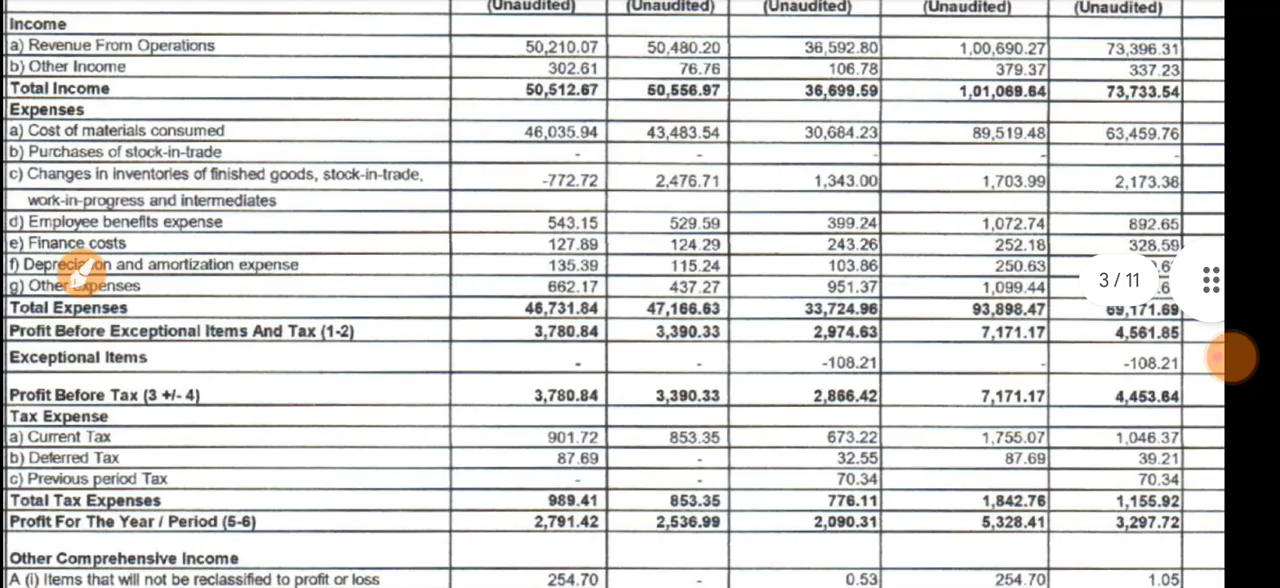 (Unaudited) (Unaudited) (Unaudited) (Unaudited) (Unaudited)
Income
a) Revenue From Operations 50,210.07 50,480.20 36,592.80 1,00,690.27 73,396.31
b) Other Income 302.61 76.76 106.78 379.37 337.23
Total Income 50,512.67 50,556.97 36,699.59 1,01,069.64 73,733.54
Expenses
a) Cost of materials consumed 46,035.94 43,483.54 30,684.23 89,519.48 63,459.76
b) Purchases of stock-in-trade - - - - -
c) Changes in inventories of finished goods, stock-in-trade, -772.72 2,476.71 1,343.00 1,703.99 2,173.38
work-in-progress and intermediates
d) Employee benefits expense 543.15 529.59 399.24 1,072.74 892.65
e) Finance costs 127.89 124.29 243.26 252.18 328.59
f) Depreciation and amortization expense 135.39 115.24 103.86 250.63
3 / 11
g) Other expenses 662.17 437.27 951.37 1,099.44
Total Expenses 46,731.84 47,166.63 33,724.96 93,898.47 69,171.69
Profit Before Exceptional Items And Tax (1-2) 3,780.84 3,390.33 2,974.63 7,171.17 4,561.85
Exceptional Items - - -108.21 - -108.21
Profit Before Tax (3 +/- 4) 3,780.84 3,390.33 2,866.42 7,171.17 4,453.64
Tax Expense
a) Current Tax 901.72 853.35 673.22 1,755.07 1,046.37
b) Deferred Tax 87.69 - 32.55 87.69 39.21
c) Previous period Tax - - 70.34 70.34
Total Tax Expenses 989.41 853.35 776.11 1,842.76 1,155.92
Profit For The Year / Period (5-6) 2,791.42 2,536.99 2,090.31 5,328.41 3,297.72
Other Comprehensive Income
A (i) Items that will not be reclassified to profit or loss 254.70 - 0.53 254.70 1.05